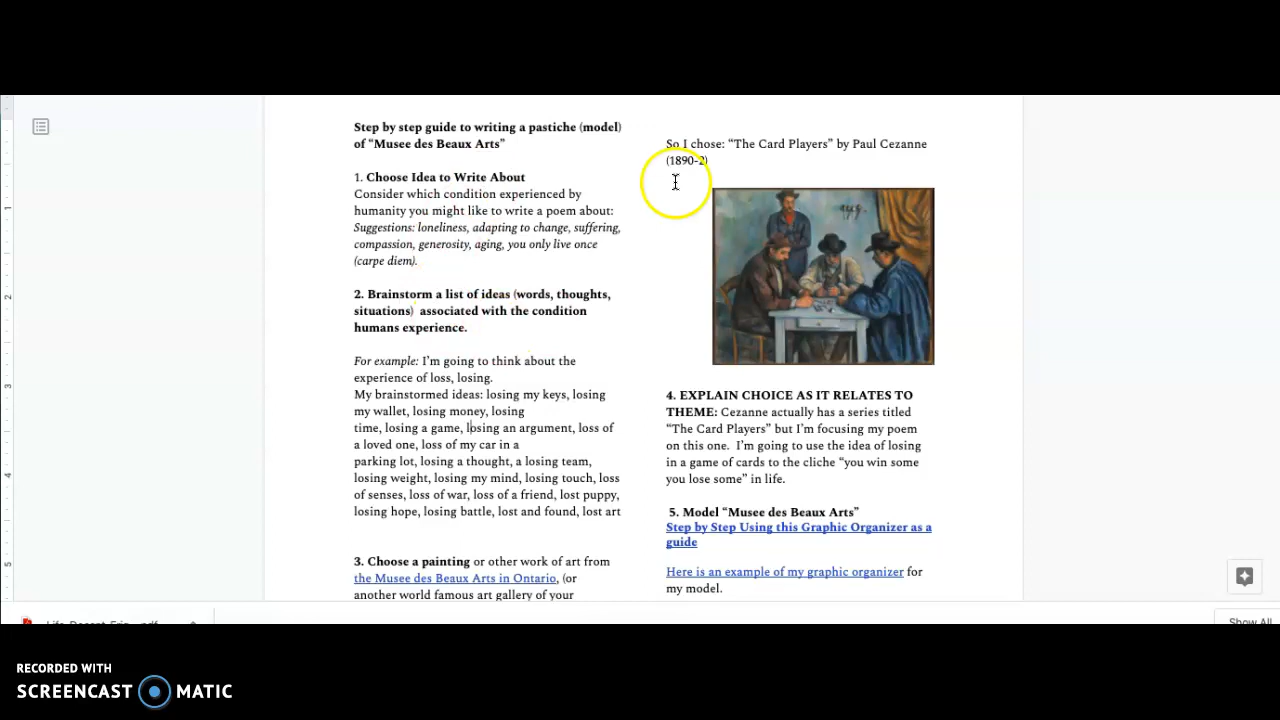 Step by step guide to writing a pastiche (model)
of “Musee des Beaux Arts”
1. Choose Idea to Write About
Consider which condition experienced by
humanity you might like to write a poem about:
Suggestions: loneliness, adapting to change, suffering,
compassion, generosity, aging, you only live once
(carpe diem).
2. Brainstorm a list of ideas (words, thoughts,
situations) associated with the condition
humans experience.
For example: I’m going to think about the
experience of loss, losing.
My brainstormed ideas: losing my keys, losing
my wallet, losing money, losing
time, losing a game, losing an argument, loss of
a loved one, loss of my car in a
parking lot, losing a thought, a losing team,
losing weight, losing my mind, losing touch, loss
of senses, loss of war, loss of a friend, lost puppy,
losing hope, losing battle, lost and found, lost art
3. Choose a painting or other work of art from
the Musee des Beaux Arts in Ontario, (or
another world famous art gallery of your
So I chose: “The Card Players” by Paul Cezanne
(1890-2)
4. EXPLAIN CHOICE AS IT RELATES TO
THEME: Cezanne actually has a series titled
“The Card Players” but I’m focusing my poem
on this one. I’m going to use the idea of losing
in a game of cards to the cliche “you win some
you lose some” in life.
5. Model “Musee des Beaux Arts”
Step by Step Using this Graphic Organizer as a
guide
Here is an example of my graphic organizer for
my model.
1
2
3
4
5
Show All
RECORDED WITH
SCREENCAST MATIC